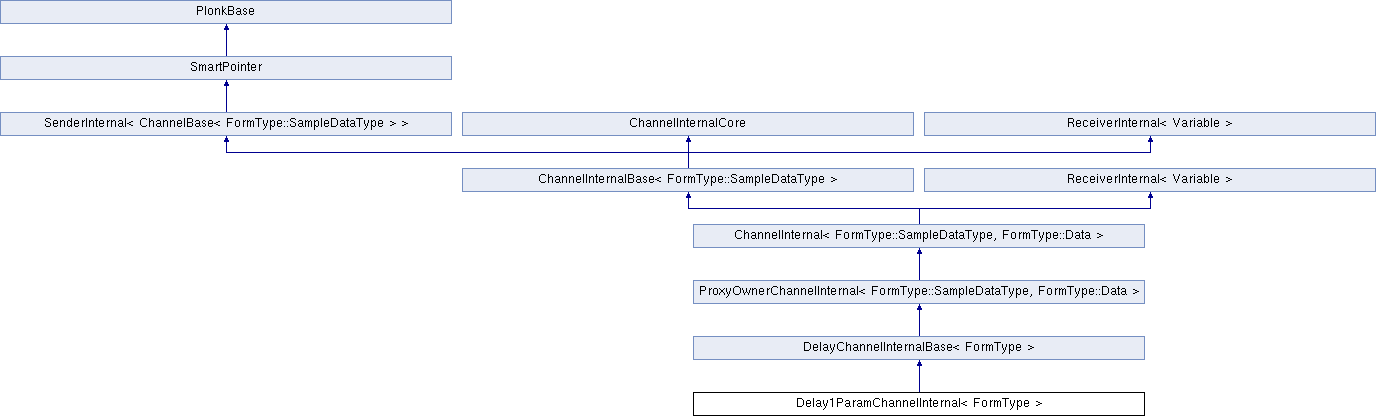 PlonkBase
SmartPointer
SenderInternal< ChannelBase< FormType::SampleDataType > >
ChannelInternalCore
ReceiverInternal< Variable >
ChannelInternalBase< FormType::SampleDataType >
ReceiverInternal< Variable >
ChannelInternal< FormType::SampleDataType, FormType::Data >
ProxyOwnerChannelInternal< FormType::SampleDataType, FormType::Data >
DelayChannelInternalBase< FormType >
Delay1ParamChannelInternal< FormType >